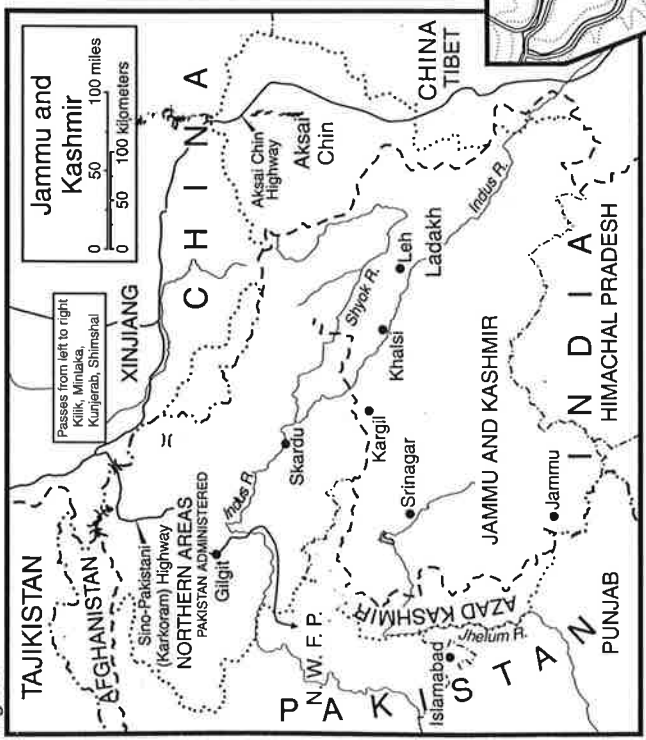 Jammu and
Kashmir
0 50 100 miles
0 50 100 kilometers
Passes from left to right
Kilik, Mintaka,
Kunjerab, Shimshal
TAJIKISTAN
AFGHANISTAN
XINJIANG
CHINA
Sino-Pakistani
(Karkoram) Highway
NORTHERN AREAS
PAKISTAN ADMINISTERED
Gilgit
Indus R.
Skardu
Shyok R.
Aksai Chin
Highway
Aksai
Chin
CHINA
TIBET
N. W. F. P.
Kargil
Khalsi
Leh
Ladakh
Indus R.
Srinagar
JAMMU AND KASHMIR
AZAD KASHMIR
Islamabad
Jhelum R.
PAKISTAN
Jammu
INDIA
PUNJAB
HIMACHAL PRADESH